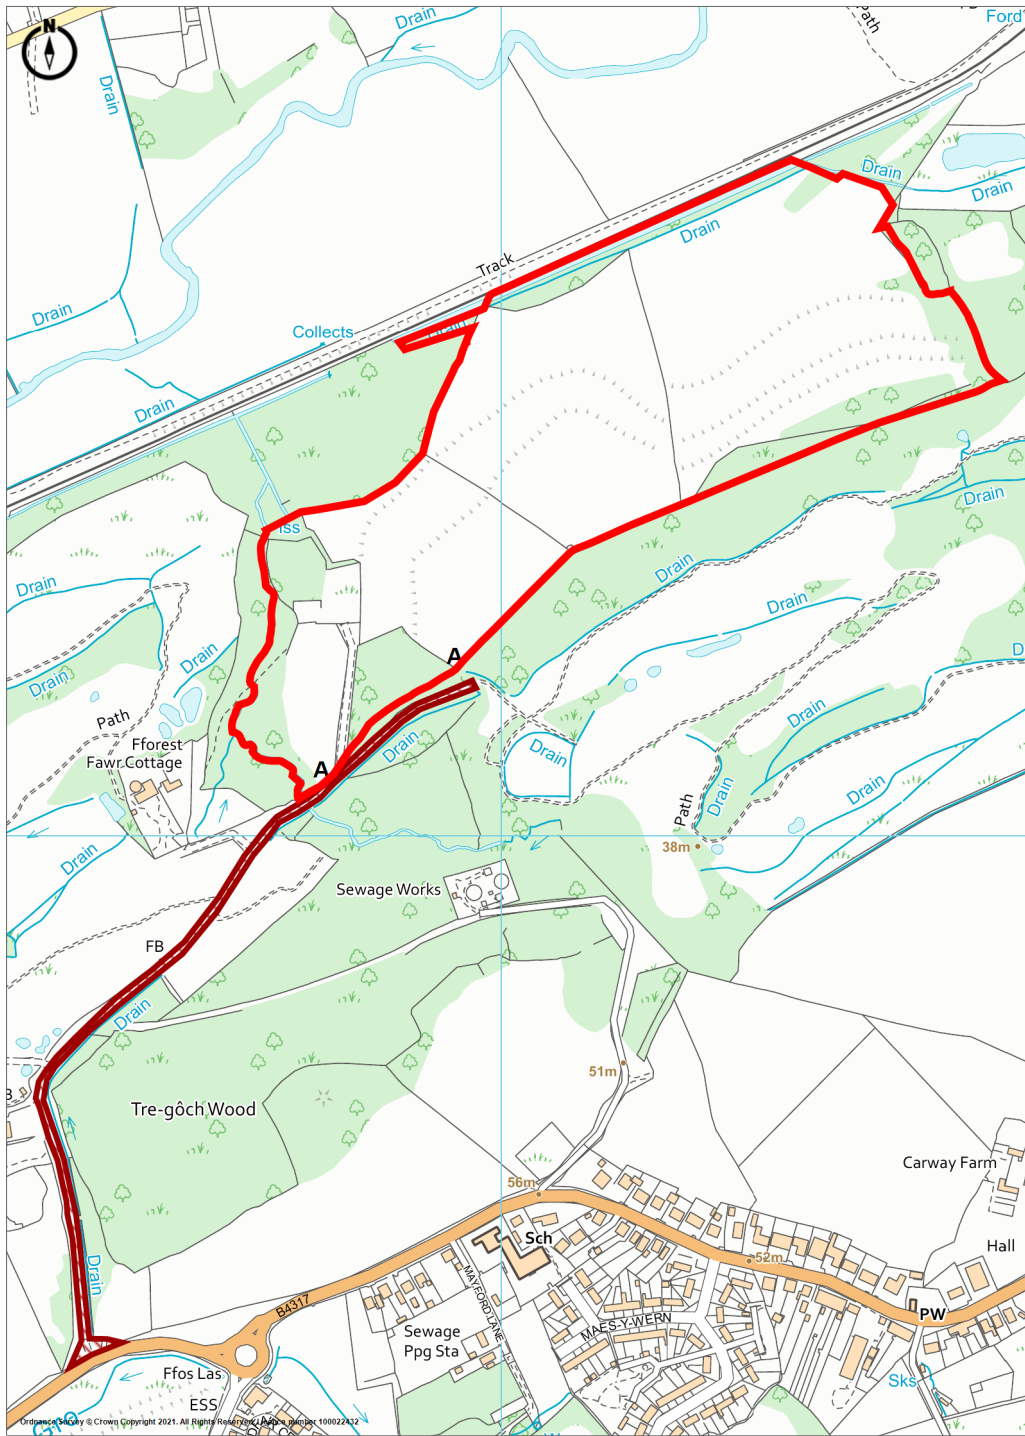 N
Drain
Path
Ford
Drain
Drain
Drain
Drain
Track
Drain
Collects
Drain
Drain
Iss
Drain
Drain
Drain
Drain
Drain
Drain
A
Path
Drain
Fforest
Fawr Cottage
Drain
Drain
A
Drain
Path
Drain
Drain
38m
Sewage Works
FB
Drain
51m
Tre-gôch Wood
56m
Carway Farm
Sch
Hall
Drain
52m
MAYFORD LANE
B4317
MAES-Y-WERN
PW
Sewage
Ppg Sta
Ffos Las
Sks
ESS
Ordnance Survey © Crown Copyright 2021. All Rights Reserved. Licence number 100022432